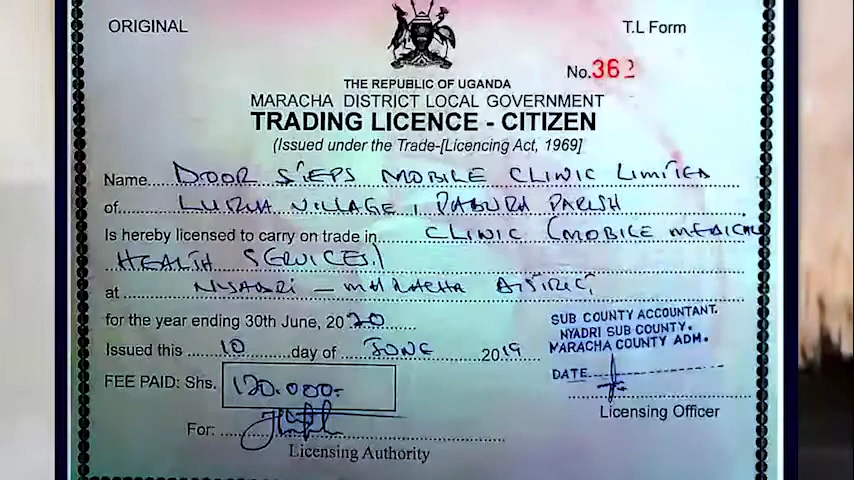 ORIGINAL
T.L Form
No.362
THE REPUBLIC OF UGANDA
MARACHA DISTRICT LOCAL GOVERNMENT
TRADING LICENCE - CITIZEN
(Issued under the Trade-[Licencing Act, 1969]
Name DOOR STEPS MOBILE CLINIC LIMITED
of VILLAGE, PARISH
Is hereby licensed to carry on trade in CLINIC (MOBILE MEDICAL
HEALTH SERVICES)
at NYADRI - MARACHA DISTRICT
for the year ending 30th June, 2020
Issued this 10 day of JUNE 2019
SUB COUNTY ACCOUNTANT.
NYADRI SUB COUNTY.
MARACHA COUNTY ADM.
DATE
FEE PAID: Shs. 120.000=
Licensing Officer
For:
Licensing Authority